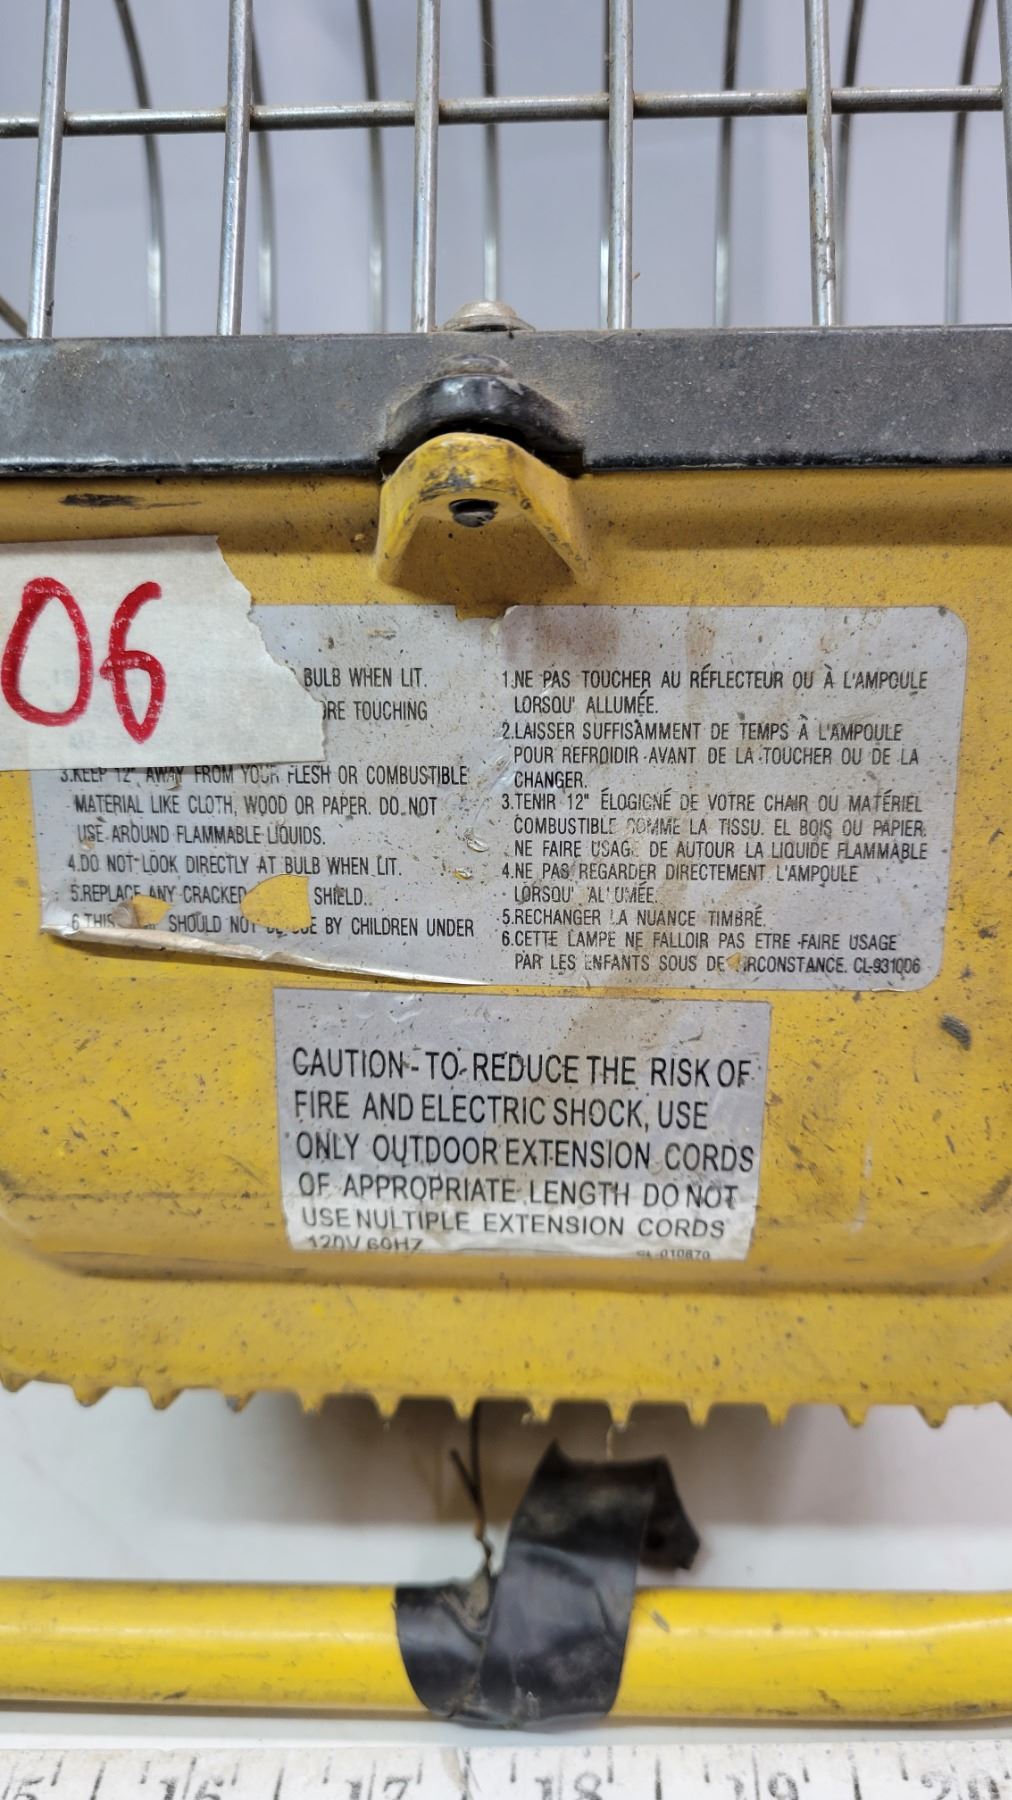 06
BULB WHEN LIT.
TOUCHING
3.KEEP 12" AWAY FROM YOUR FLESH OR COMBUSTIBLE
MATERIAL LIKE CLOTH, WOOD OR PAPER. DO NOT
USE AROUND FLAMMABLE LIQUIDS.
4.DO NOT LOOK DIRECTLY AT BULB WHEN LIT.
5.REPLACE ANY CRACKED SHIELD.
6.THIS SHOULD NOT BY CHILDREN UNDER
1.NE PAS TOUCHER AU RÉFLECTEUR OU À L'AMPOULE
LORSQU' ALLUMÉE.
2.LAISSER SUFFISAMMENT DE TEMPS À L'AMPOULE
POUR REFROIDIR AVANT DE LA TOUCHER OU DE LA
CHANGER.
3.TENIR 12" ÉLOGIGNÉ DE VOTRE CHAIR OU MATÉRIEL
COMBUSTIBLE COMME LA TISSU. EL BOIS OU PAPIER.
NE FAIRE USAGE DE AUTOUR LA LIQUIDE FLAMMABLE
4.NE PAS REGARDER DIRECTEMENT L'AMPOULE
LORSQU' ALLUMÉE.
5.RECHANGER LA NUANCE TIMBRÉ.
6.CETTE LAMPE NE FALLOIR PAS ETRE FAIRE USAGE
PAR LES ENFANTS SOUS DE CL-931006
CAUTION - TO REDUCE THE RISK OF
FIRE AND ELECTRIC SHOCK, USE
ONLY OUTDOOR EXTENSION CORDS
OF APPROPRIATE LENGTH DO NOT
USE NULTIPLE EXTENSION CORDS
120V 60HZ CL-010870
15 16 17 18 19 20